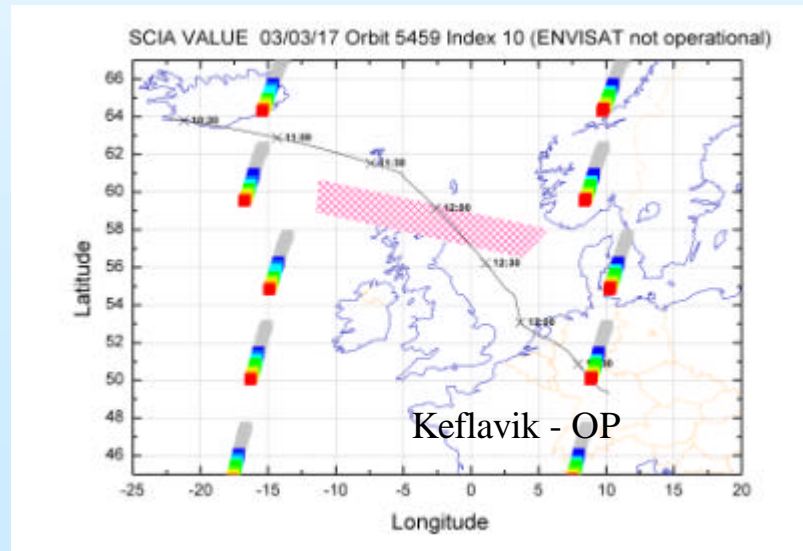 SCIA VALUE 03/03/17 Orbit 5459 Index 10 (ENVISAT not operational)
66
64
62
60
58
56
54
52
50
48
46
Latitude
11:30
12:00
12:30
Keflavik - OP
-25 -20 -15 -10 -5 0 5 10 15 20
Longitude